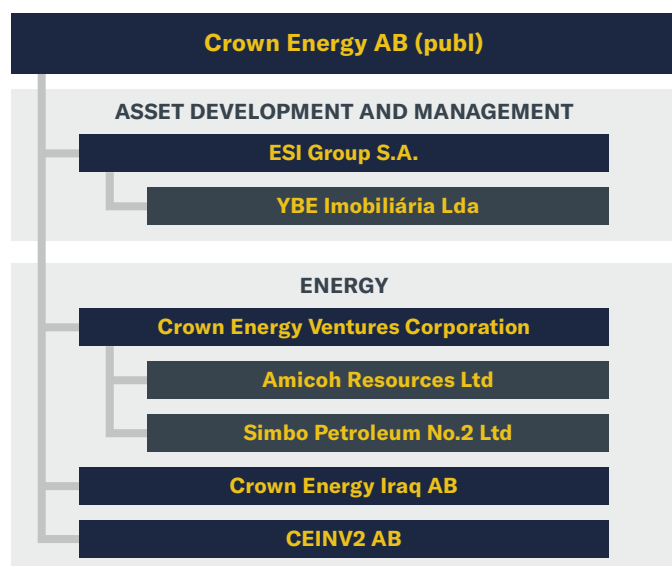 Crown Energy AB (publ)
ASSET DEVELOPMENT AND MANAGEMENT
ESI Group S.A.
YBE Imobiliária Lda
ENERGY
Crown Energy Ventures Corporation
Amicoh Resources Ltd
Simbo Petroleum No.2 Ltd
Crown Energy Iraq AB
CEINV2 AB